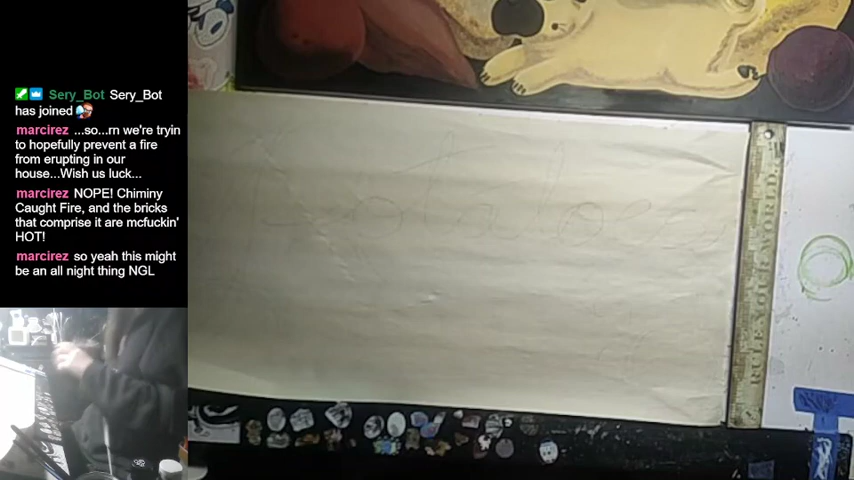 Sery_Bot Sery_Bot
has joined
marcirez ...so...rn we're tryin
to hopefully prevent a fire
from erupting in our
house...Wish us luck...
marcirez NOPE! Chiminy
Caught Fire, and the bricks
that comprise it are mcfuckin'
HOT!
marcirez so yeah this might
be an all night thing NGL
potatoes
RULE YOUR WORLD